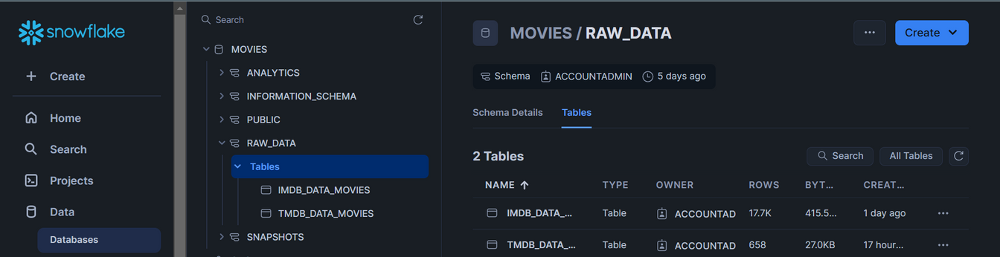 snowflake
Create
Home
Search
Projects
Data
Databases
Search
MOVIES
ANALYTICS
INFORMATION_SCHEMA
PUBLIC
RAW_DATA
Tables
IMDB_DATA_MOVIES
TMDB_DATA_MOVIES
SNAPSHOTS
MOVIES / RAW_DATA
... Create
Schema ACCOUNTADMIN 5 days ago
Schema Details Tables
2 Tables Search All Tables
NAME ↑ TYPE OWNER ROWS BYT... CREAT...
IMDB_DATA_... Table ACCOUNTAD 17.7K 415.5... 1 day ago ...
TMDB_DATA_... Table ACCOUNTAD 658 27.0KB 17 hour... ...